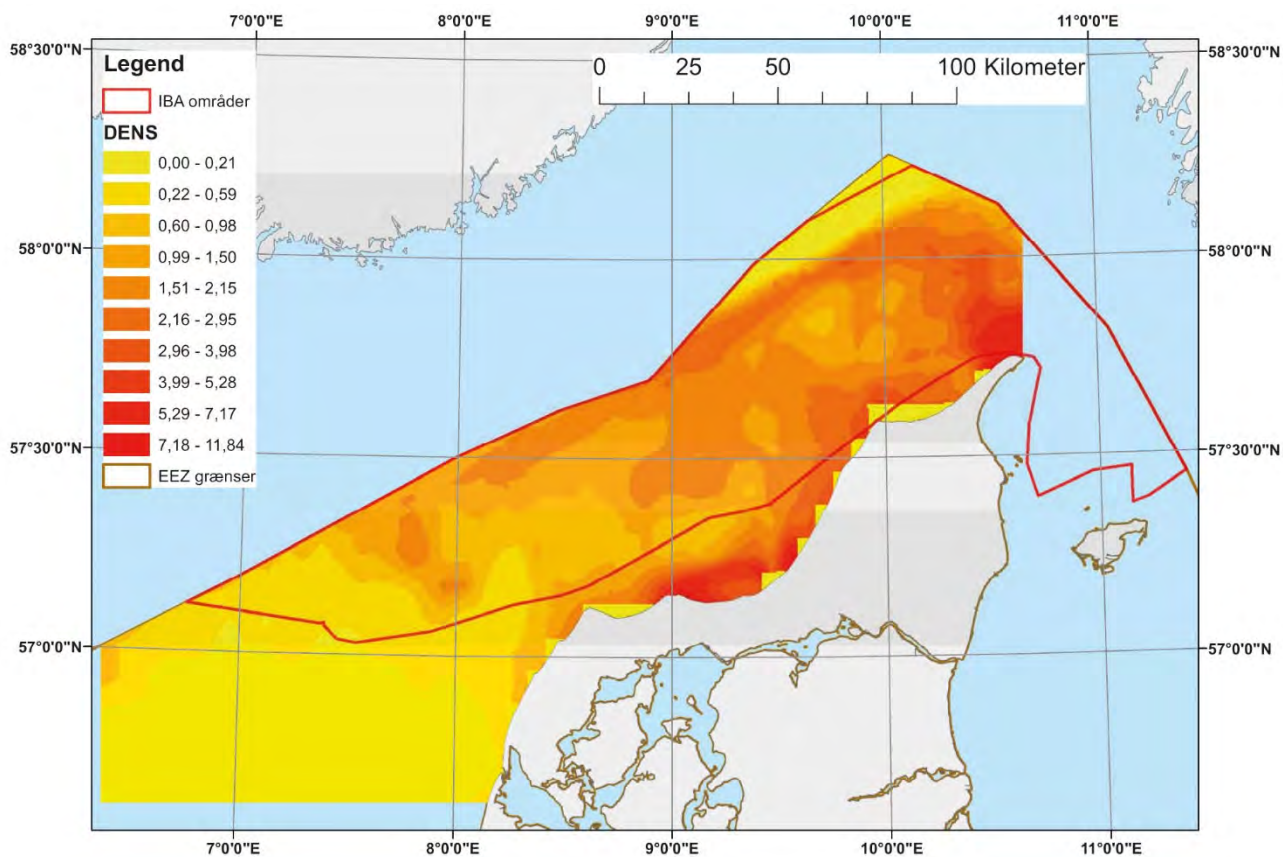 7°0'0"E 8°0'0"E 9°0'0"E 10°0'0"E 11°0'0"E
58°30'0"N 58°30'0"N
Legend
0 25 50 100 Kilometer
IBA områder
DENS
0,00 - 0,21
0,22 - 0,59
0,60 - 0,98
0,99 - 1,50
58°0'0"N 58°0'0"N
1,51 - 2,15
2,16 - 2,95
2,96 - 3,98
3,99 - 5,28
5,29 - 7,17
7,18 - 11,84
57°30'0"N 57°30'0"N
EEZ grænser
57°0'0"N 57°0'0"N
7°0'0"E 8°0'0"E 9°0'0"E 10°0'0"E 11°0'0"E